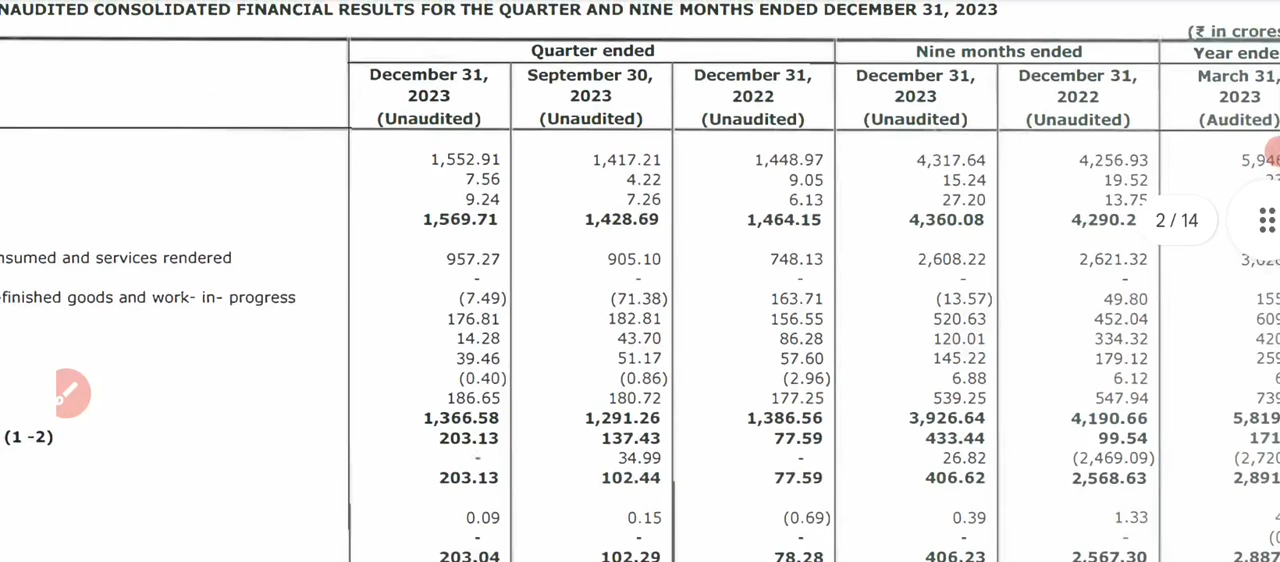 NAUDITED CONSOLIDATED FINANCIAL RESULTS FOR THE QUARTER AND NINE MONTHS ENDED DECEMBER 31, 2023
(₹ in crores
Quarter ended Nine months ended Year ende
December 31, September 30, December 31, December 31, December 31, March 31,
2023 2023 2022 2023 2022 2023
(Unaudited) (Unaudited) (Unaudited) (Unaudited) (Unaudited) (Audited)
1,552.91 1,417.21 1,448.97 4,317.64 4,256.93 5,946
7.56 4.22 9.05 15.24 19.52
9.24 7.26 6.13 27.20 13.75
1,569.71 1,428.69 1,464.15 4,360.08 4,290.2 2 / 14
nsumed and services rendered 957.27 905.10 748.13 2,608.22 2,621.32
- - - - -
-finished goods and work- in- progress (7.49) (71.38) 163.71 (13.57) 49.80 155
176.81 182.81 156.55 520.63 452.04 609
14.28 43.70 86.28 120.01 334.32 420
39.46 51.17 57.60 145.22 179.12 259
(0.40) (0.86) (2.96) 6.88 6.12 6
186.65 180.72 177.25 539.25 547.94 739
1,366.58 1,291.26 1,386.56 3,926.64 4,190.66 5,819
(1 -2) 203.13 137.43 77.59 433.44 99.54 171
- 34.99 - 26.82 (2,469.09) (2,720
203.13 102.44 77.59 406.62 2,568.63 2,891
0.09 0.15 (0.69) 0.39 1.33
- - - - - (0
203.04 102.29 78.28 406.23 2,567.30 2,887